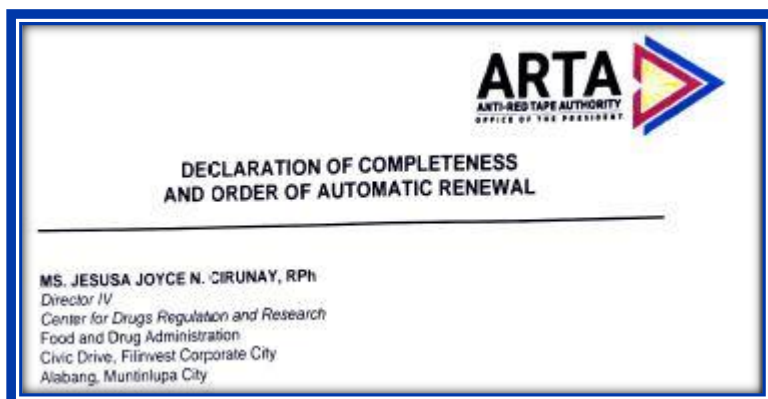 ARTA
ANTI-RED TAPE AUTHORITY
OFFICE OF THE PRESIDENT
DECLARATION OF COMPLETENESS
AND ORDER OF AUTOMATIC RENEWAL
MS. JESUSA JOYCE N. CIRUNAY, RPh
Director IV
Center for Drugs Regulation and Research
Food and Drug Administration
Civic Drive, Filinvest Corporate City
Alabang, Muntinlupa City